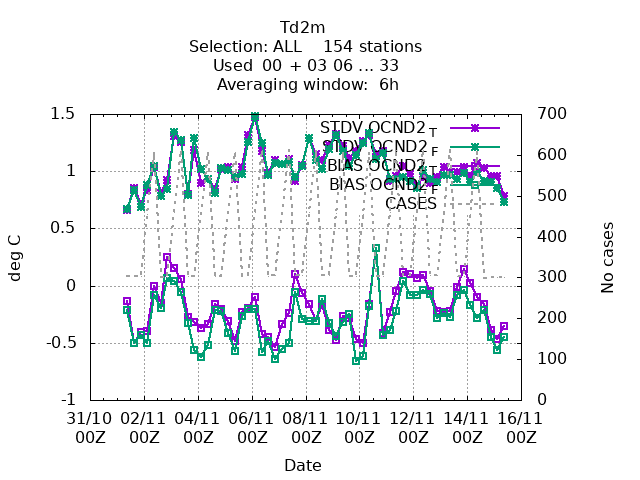 Td2m
Selection: ALL 154 stations
Used 00 + 03 06 ... 33
Averaging window: 6h
1.5
1
0.5
0
-0.5
-1
deg C
700
600
500
400
300
200
100
0
No cases
STDV OCND2 T
STDV OCND2 F
BIAS OCND2 T
BIAS OCND2 F
CASES
31/10 02/11 04/11 06/11 08/11 10/11 12/11 14/11 16/11
00Z 00Z 00Z 00Z 00Z 00Z 00Z 00Z 00Z
Date